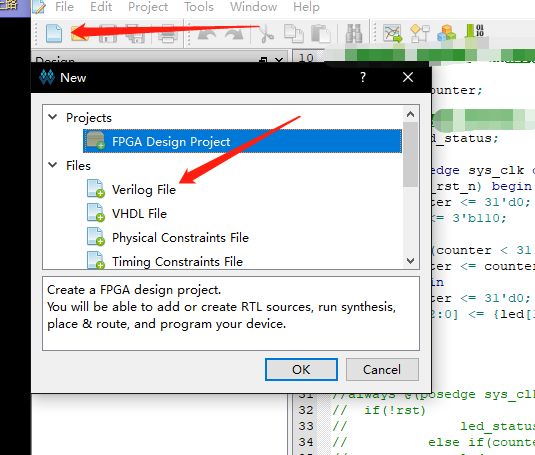 File Edit Project Tools Window Help
Design
10
New
? ×
Projects
FPGA Design Project
Files
Verilog File
VHDL File
Physical Constraints File
Timing Constraints File
Create a FPGA design project.
You will be able to add or create RTL sources, run synthesis,
place & route, and program your device.
OK Cancel
ounter;
d_status;
edge sys_clk
_rst_n) begin
ter <= 31'd0;
<= 3'b110;
(counter < 31
ter <= counte
in
ter <= 31'd0;
2:0] <= {led[
31 //always @(posedge sys_clk
32 // if(!rst)
33 // led_status
34 // else if(count